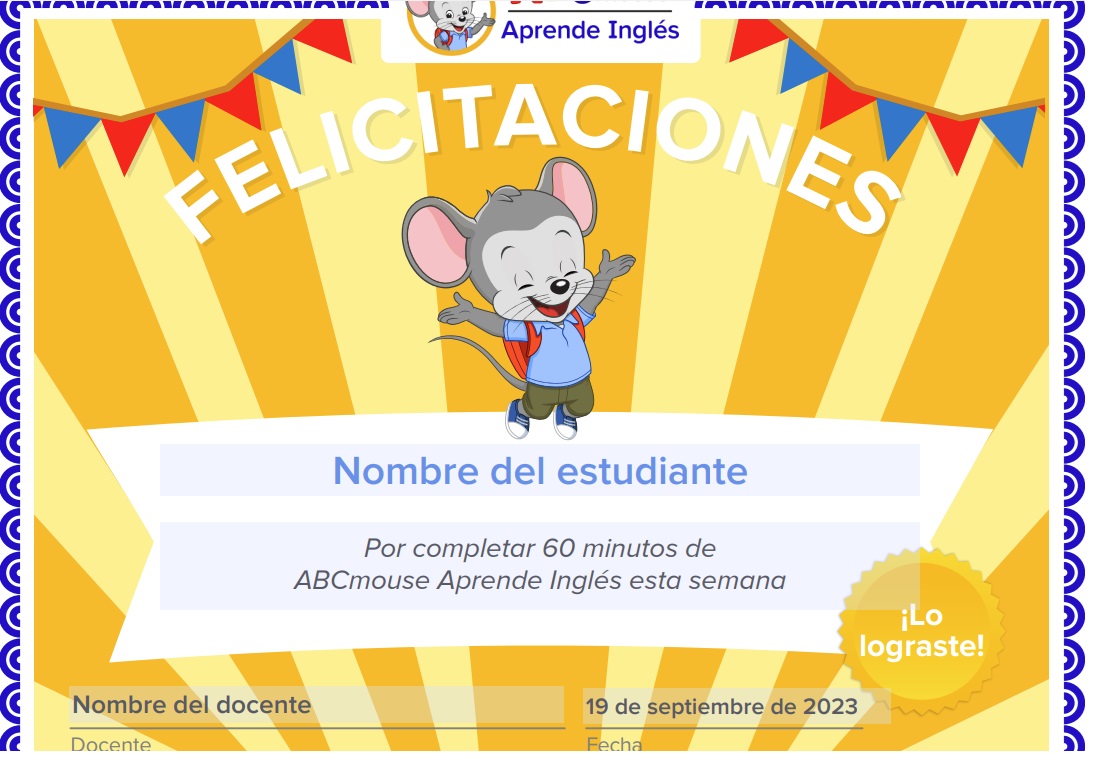 Aprende Inglés
FELICITACIONES
Nombre del estudiante
Por completar 60 minutos de
ABCmouse Aprende Inglés esta semana
¡Lo
lograste!
Nombre del docente
19 de septiembre de 2023
Docente
Fecha